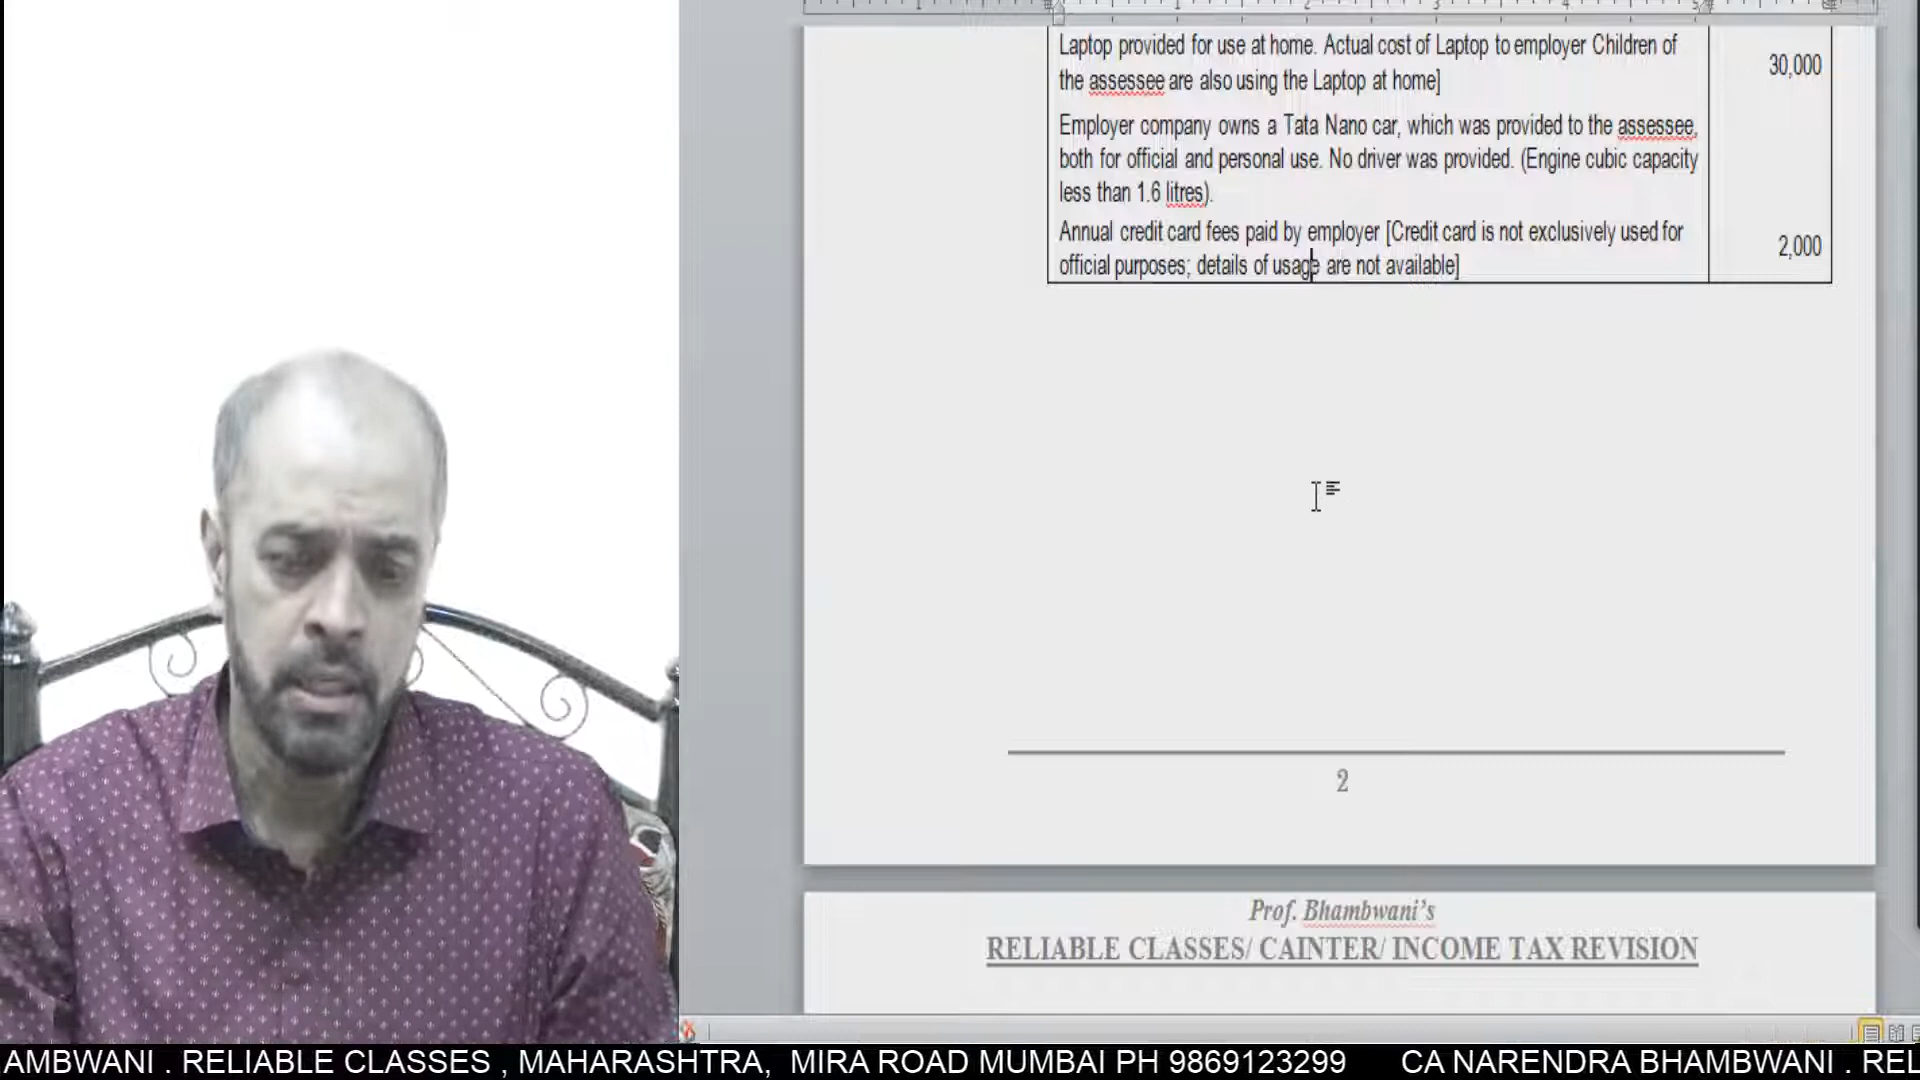 Laptop provided for use at home. Actual cost of Laptop to employer Children of
the assessee are also using the Laptop at home]
30,000
Employer company owns a Tata Nano car, which was provided to the assessee,
both for official and personal use. No driver was provided. (Engine cubic capacity
less than 1.6 litres).
Annual credit card fees paid by employer [Credit card is not exclusively used for
official purposes; details of usage are not available]
2,000
2
Prof. Bhambwani's
RELIABLE CLASSES/ CAINTER/ INCOME TAX REVISION
AMBWANI . RELIABLE CLASSES , MAHARASHTRA, MIRA ROAD MUMBAI PH 9869123299 CA NARENDRA BHAMBWANI . REL